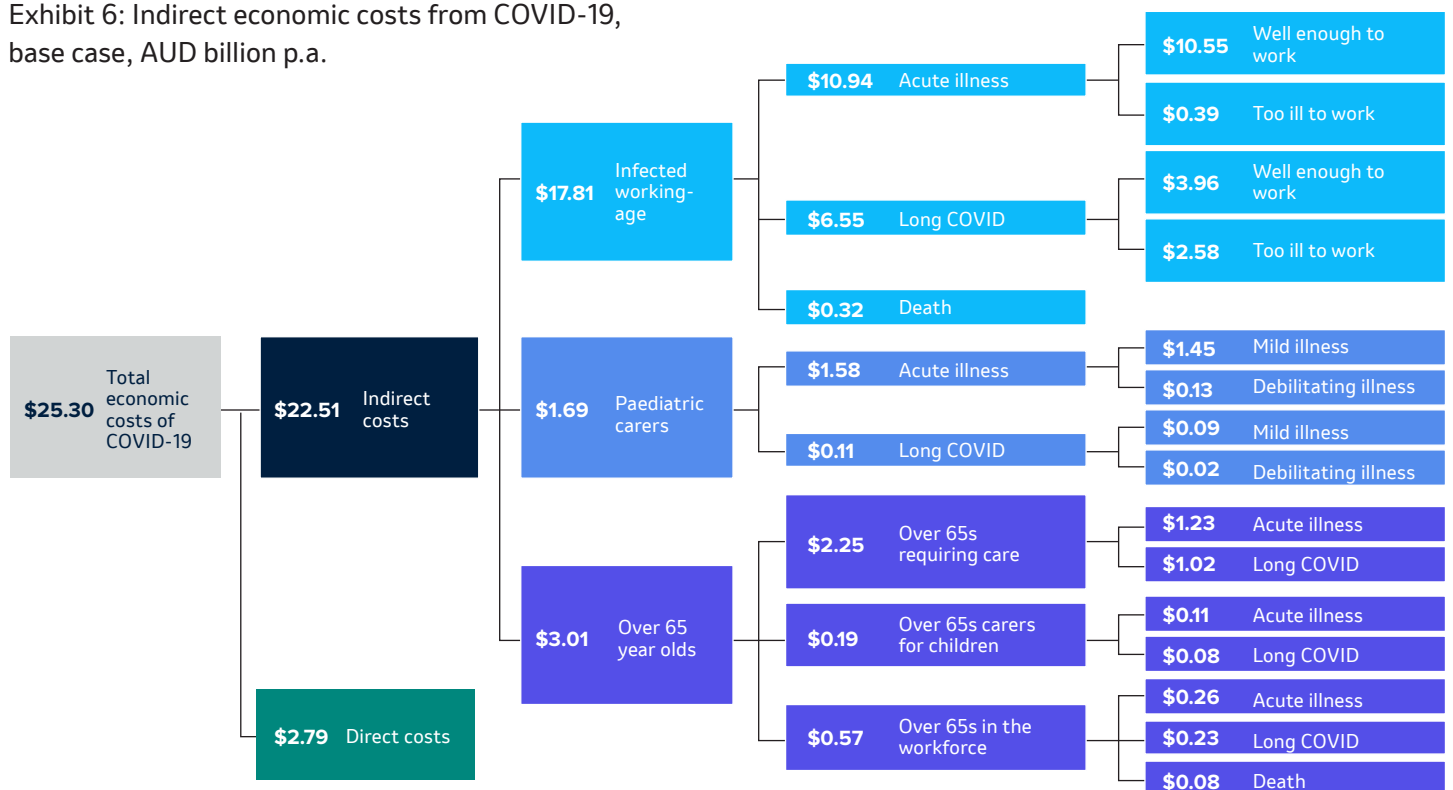 Exhibit 6: Indirect economic costs from COVID-19,
base case, AUD billion p.a.
$25.30 Total
economic
costs of
COVID-19
$22.51 Indirect
costs
$2.79 Direct costs
$17.81 Infected
working-
age
$1.69 Paediatric
carers
$3.01 Over 65
year olds
$10.94 Acute illness
$6.55 Long COVID
$0.32 Death
$1.58 Acute illness
$0.11 Long COVID
$2.25 Over 65s
requiring care
$0.19 Over 65s carers
for children
$0.57 Over 65s in the
workforce
$10.55 Well enough to
work
$0.39 Too ill to work
$3.96 Well enough to
work
$2.58 Too ill to work
$1.45 Mild illness
$0.13 Debilitating illness
$0.09 Mild illness
$0.02 Debilitating illness
$1.23 Acute illness
$1.02 Long COVID
$0.11 Acute illness
$0.08 Long COVID
$0.26 Acute illness
$0.23 Long COVID
$0.08 Death